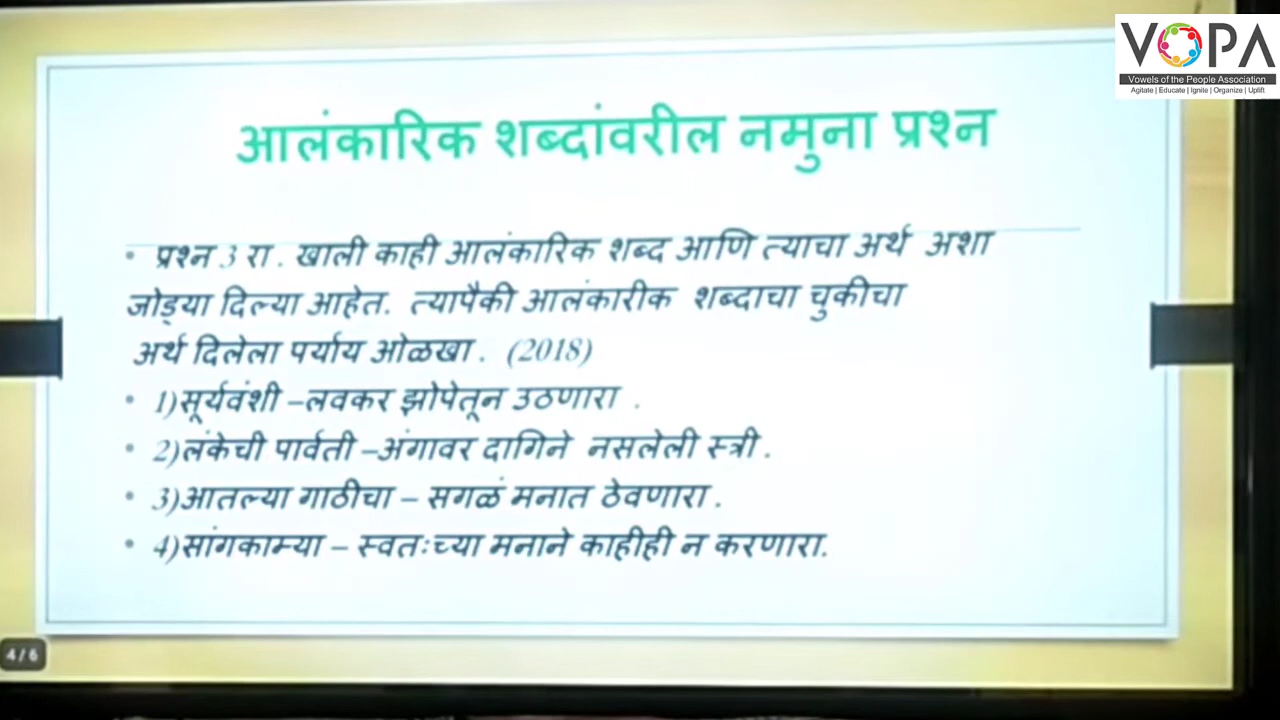 VOPA
Vowels of the People Association
Agitate | Educate | Ignite | Organize | Uplift
आलंकारिक शब्दांवरील नमुना प्रश्न
• प्रश्न 3 रा . खाली काही आलंकारिक शब्द आणि त्याचा अर्थ अशा
जोड्या दिल्या आहेत. त्यापैकी आलंकारीक शब्दाचा चुकीचा
अर्थ दिलेला पर्याय ओळखा . (2018)
• 1)सूर्यवंशी –लवकर झोपेतून उठणारा .
• 2)लंकेची पार्वती –अंगावर दागिने नसलेली स्त्री .
• 3)आतल्या गाठीचा – सगळं मनात ठेवणारा .
• 4)सांगकाम्या – स्वतःच्या मनाने काहीही न करणारा.
4 / 6